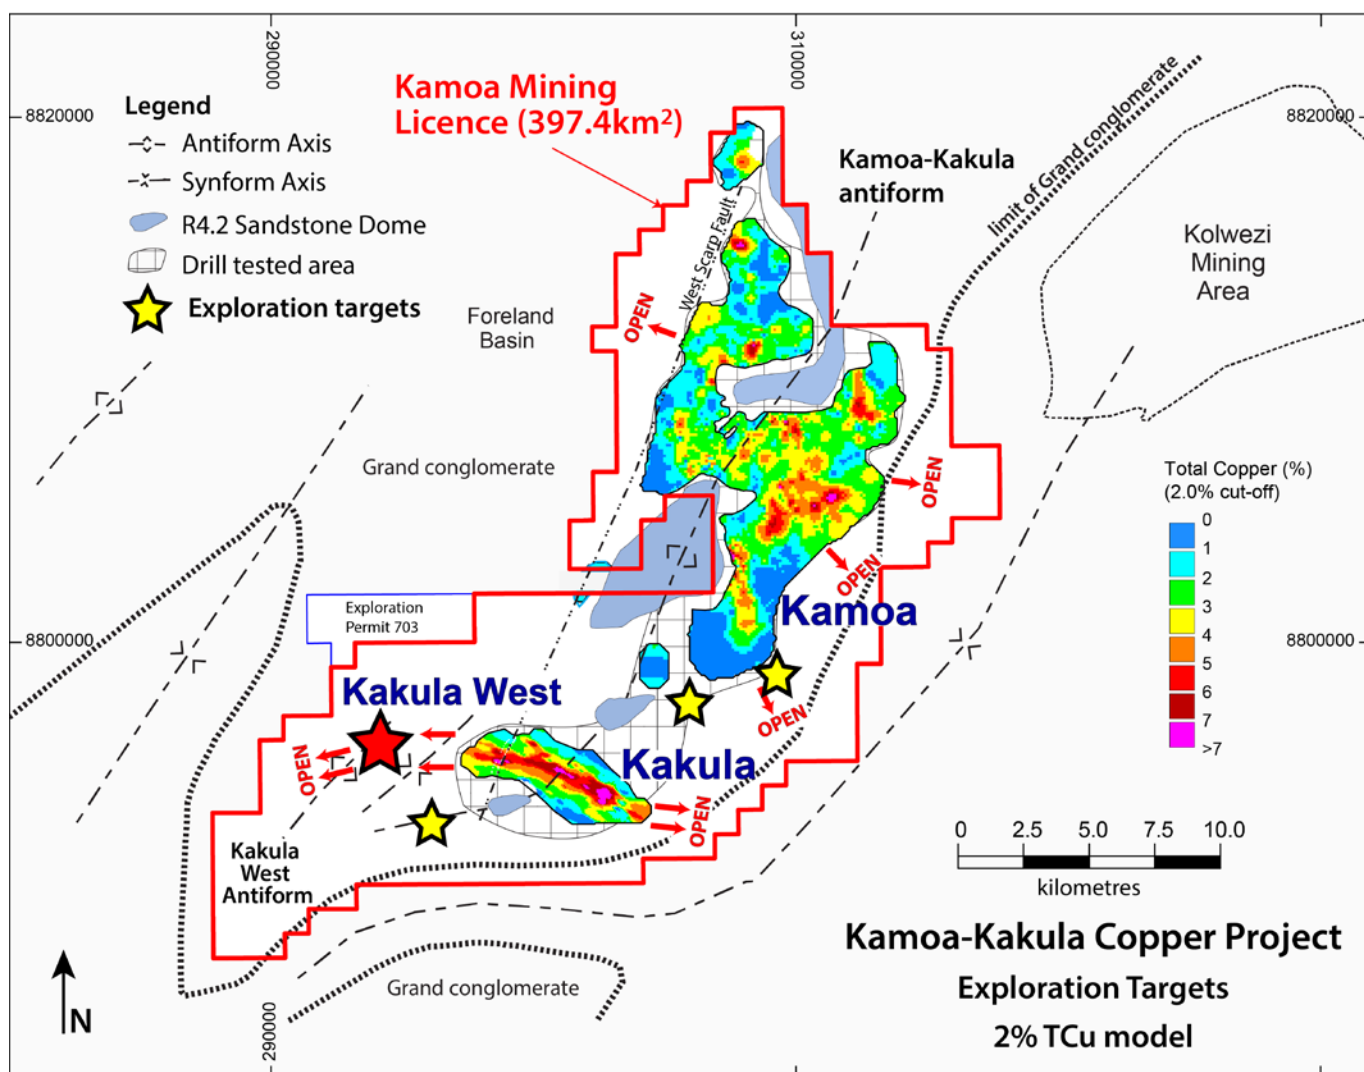 290000
310000
8820000
8820000
Legend
Antiform Axis
Synform Axis
R4.2 Sandstone Dome
Drill tested area
Exploration targets
Kamoa Mining
Licence (397.4km²)
Kamoa-Kakula
antiform
limit of Grand conglomerate
Kolwezi
Mining
Area
West Scarp Fault
Foreland
Basin
OPEN
Grand conglomerate
OPEN
OPEN
Total Copper (%)
(2.0% cut-off)
0
1
2
3
4
5
6
7
>7
Exploration
Permit 703
Kamoa
8800000
8800000
Kakula West
OPEN
OPEN
Kakula
OPEN
Kakula
West
Antiform
0 2.5 5.0 7.5 10.0
kilometres
Kamoa-Kakula Copper Project
Exploration Targets
2% TCu model
Grand conglomerate
N
290000